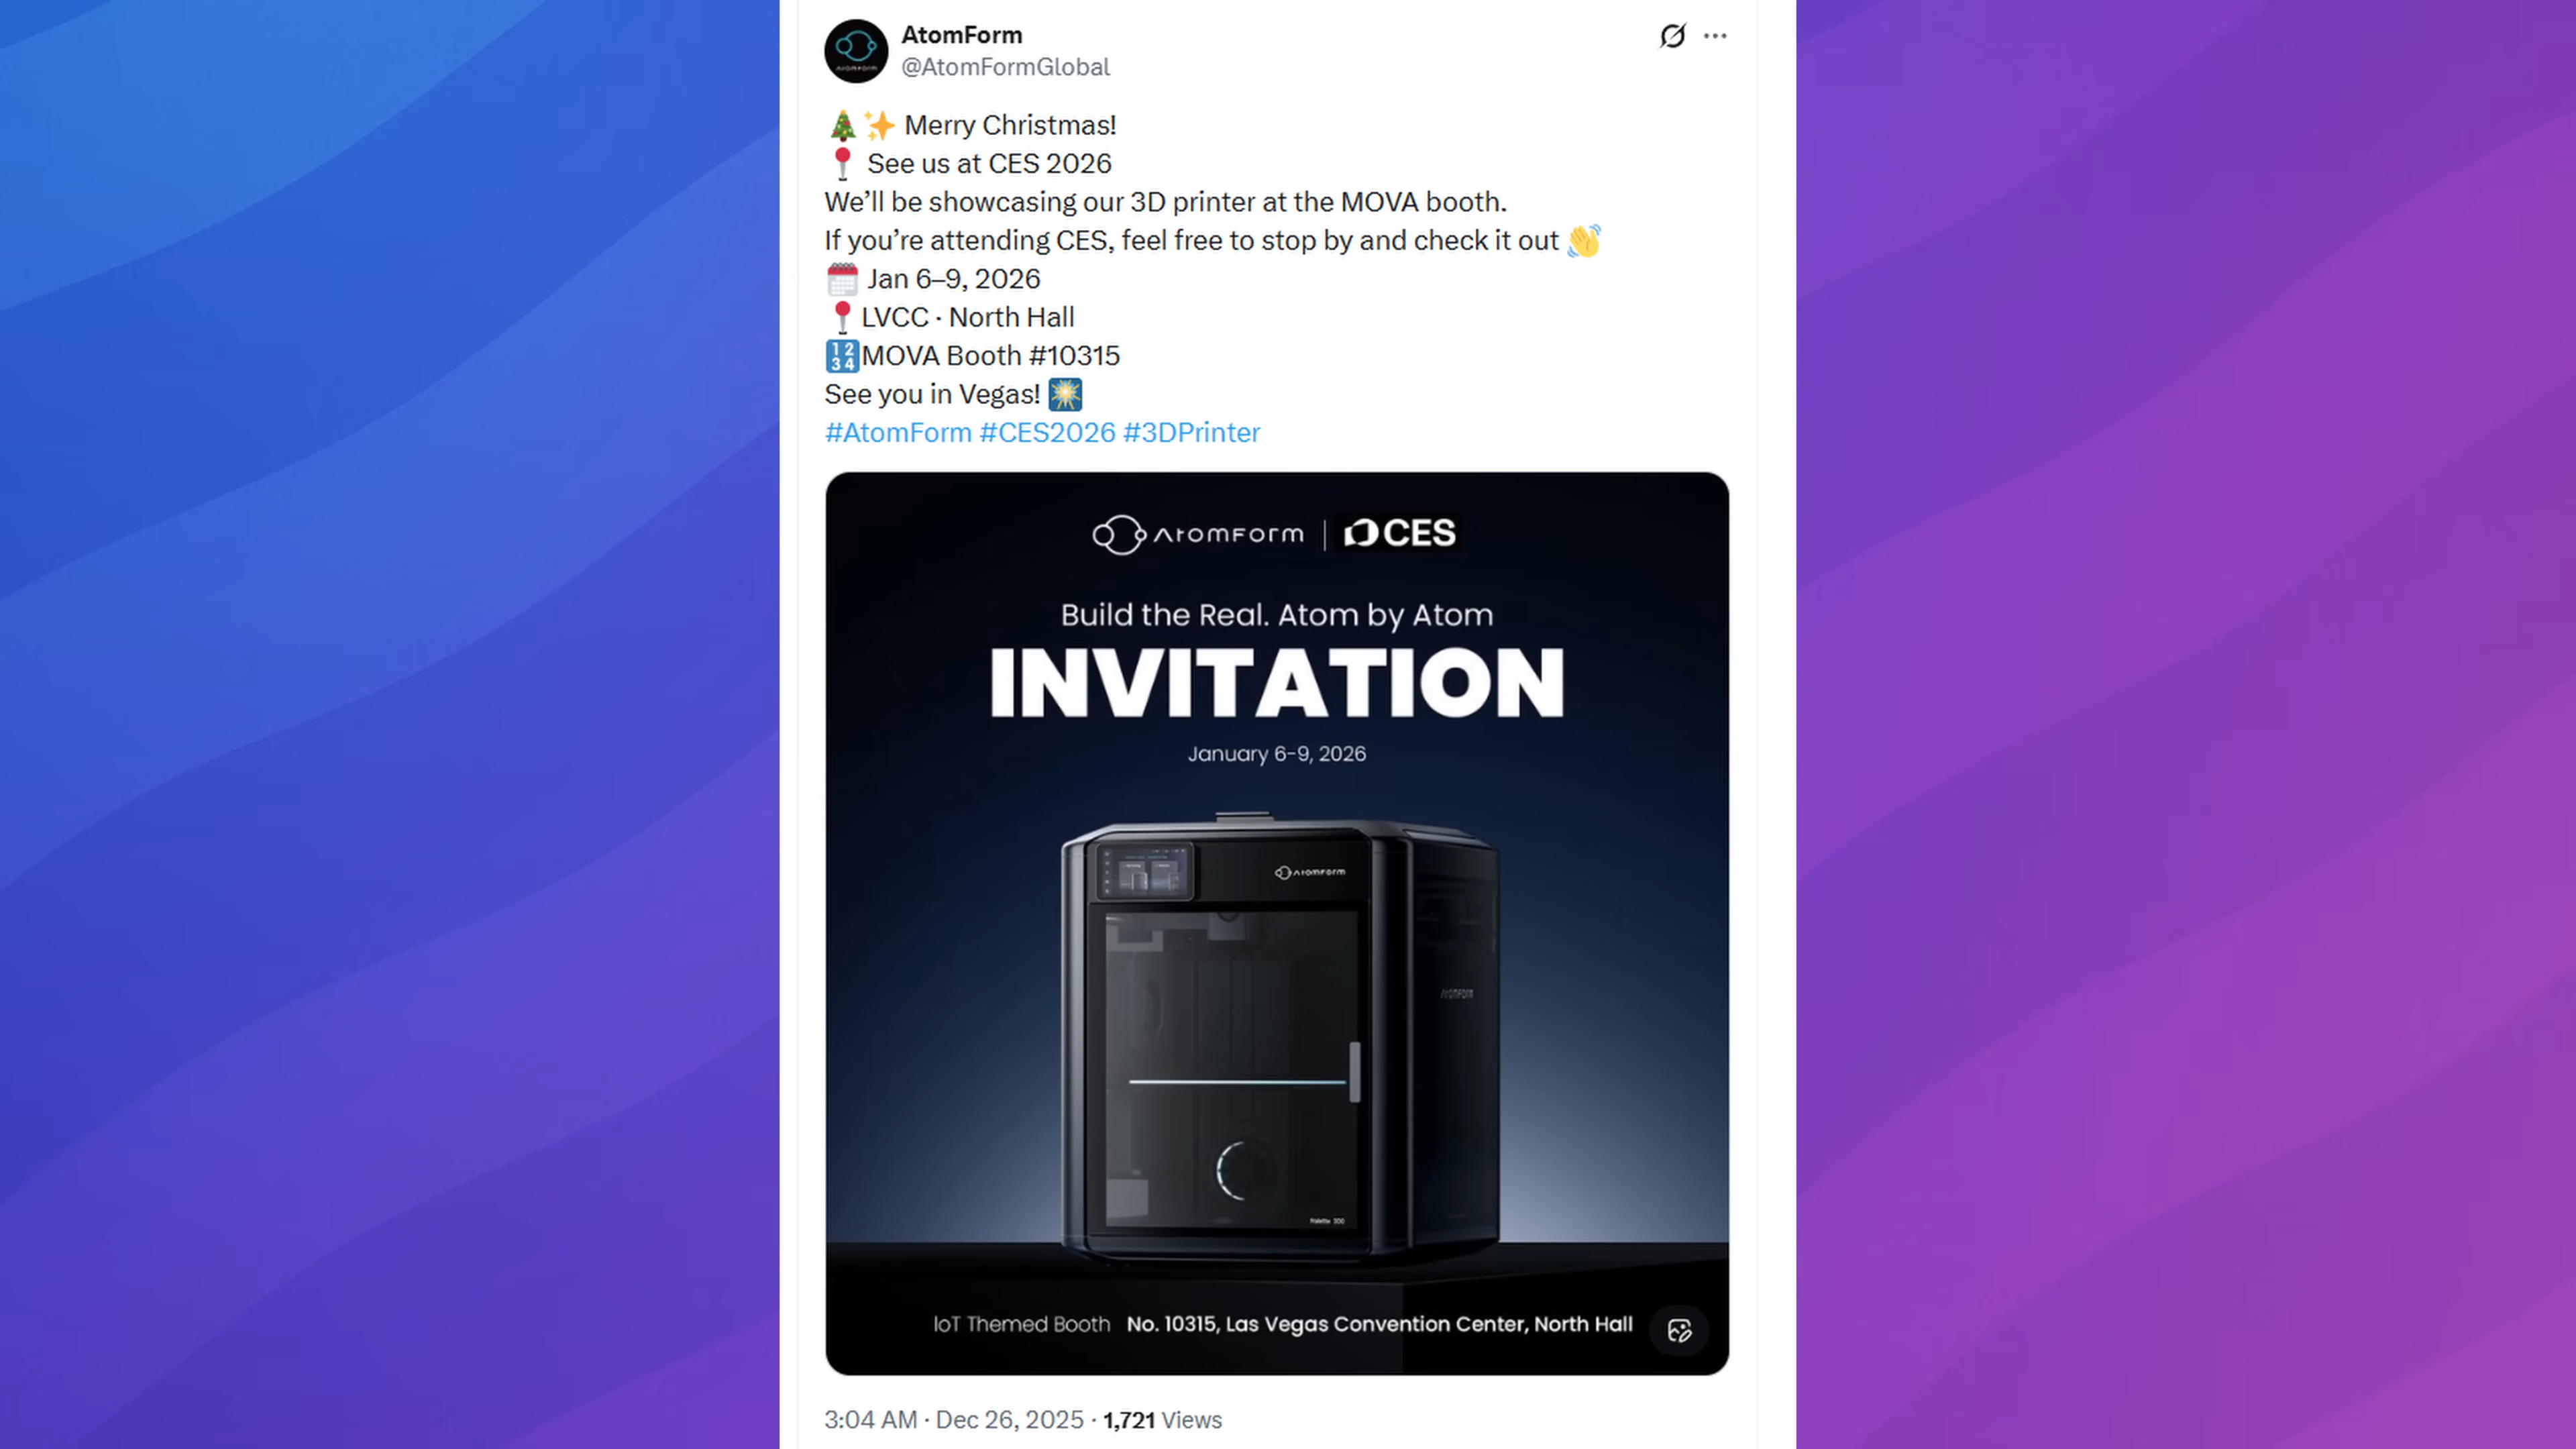 AtomForm
@AtomFormGlobal
🎄✨ Merry Christmas!
📍 See us at CES 2026
We’ll be showcasing our 3D printer at the MOVA booth.
If you’re attending CES, feel free to stop by and check it out 👋
🗓️ Jan 6–9, 2026
📍LVCC · North Hall
🔢MOVA Booth #10315
See you in Vegas! 🎇
#AtomForm #CES2026 #3DPrinter
AtomForm | CES
Build the Real. Atom by Atom
INVITATION
January 6-9, 2026
AtomForm
AtomForm
Palette 300
IoT Themed Booth No. 10315, Las Vegas Convention Center, North Hall
3:04 AM · Dec 26, 2025 · 1,721 Views